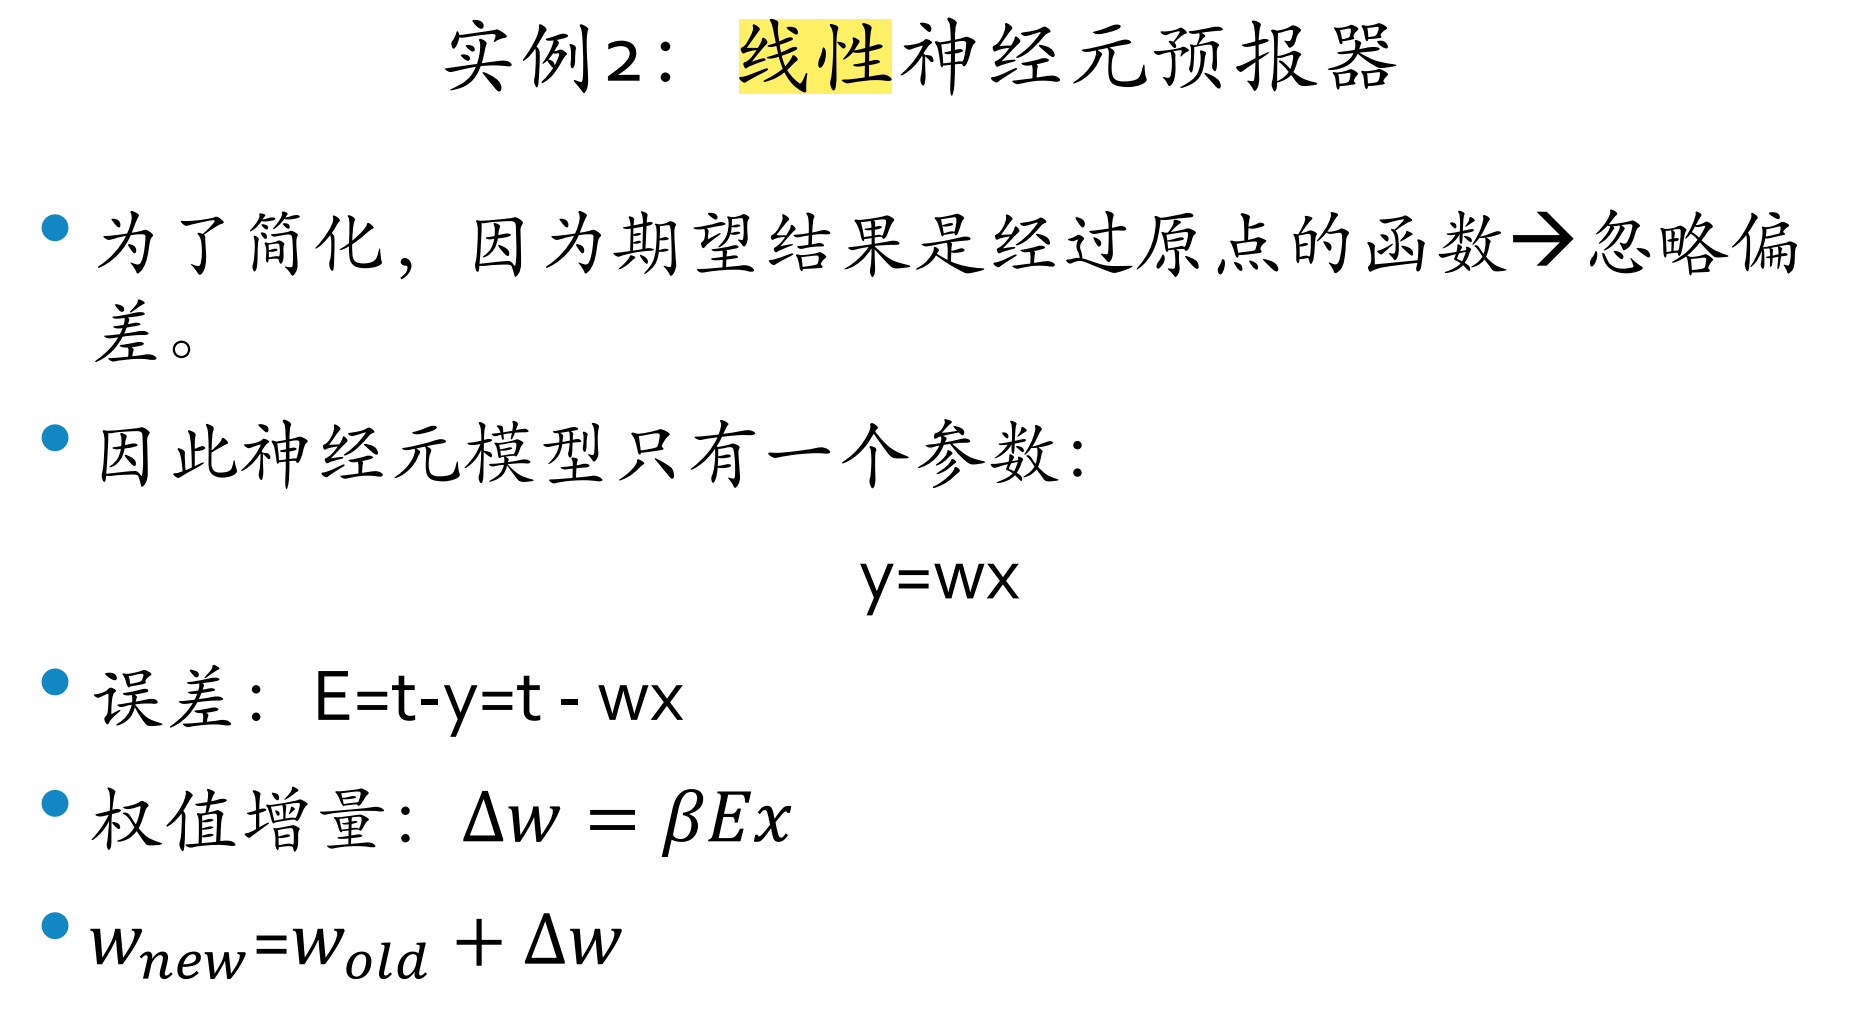 实例2：线性神经元预报器
为了简化，因为期望结果是经过原点的函数→忽略偏
差。
因此神经元模型只有一个参数：
y=wx
误差：E=t-y=t - wx
权值增量：Δw = βEx
w_{new}=w_{old} + Δw